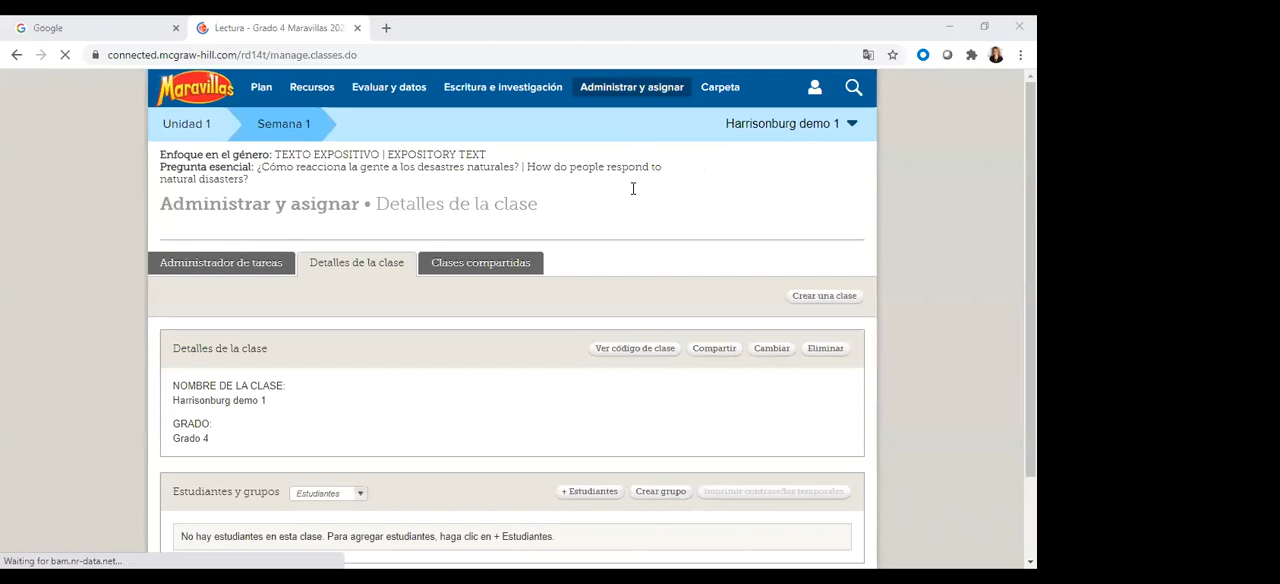 Google
Lectura - Grado 4 Maravillas 202
connected.mcgraw-hill.com/rd14t/manage.classes.do
Maravillas
Plan
Recursos
Evaluar y datos
Escritura e investigación
Administrar y asignar
Carpeta
Unidad 1
Semana 1
Harrisonburg demo 1
Enfoque en el género: TEXTO EXPOSITIVO | EXPOSITORY TEXT
Pregunta esencial: ¿Cómo reacciona la gente a los desastres naturales? | How do people respond to
natural disasters?
Administrar y asignar • Detalles de la clase
Administrador de tareas
Detalles de la clase
Clases compartidas
Crear una clase
Detalles de la clase
Ver código de clase
Compartir
Cambiar
Eliminar
NOMBRE DE LA CLASE:
Harrisonburg demo 1
GRADO:
Grado 4
Estudiantes y grupos
Estudiantes
+ Estudiantes
Crear grupo
Imprimir contraseñas temporales
No hay estudiantes en esta clase. Para agregar estudiantes, haga clic en + Estudiantes.
Waiting for bam.nr-data.net...